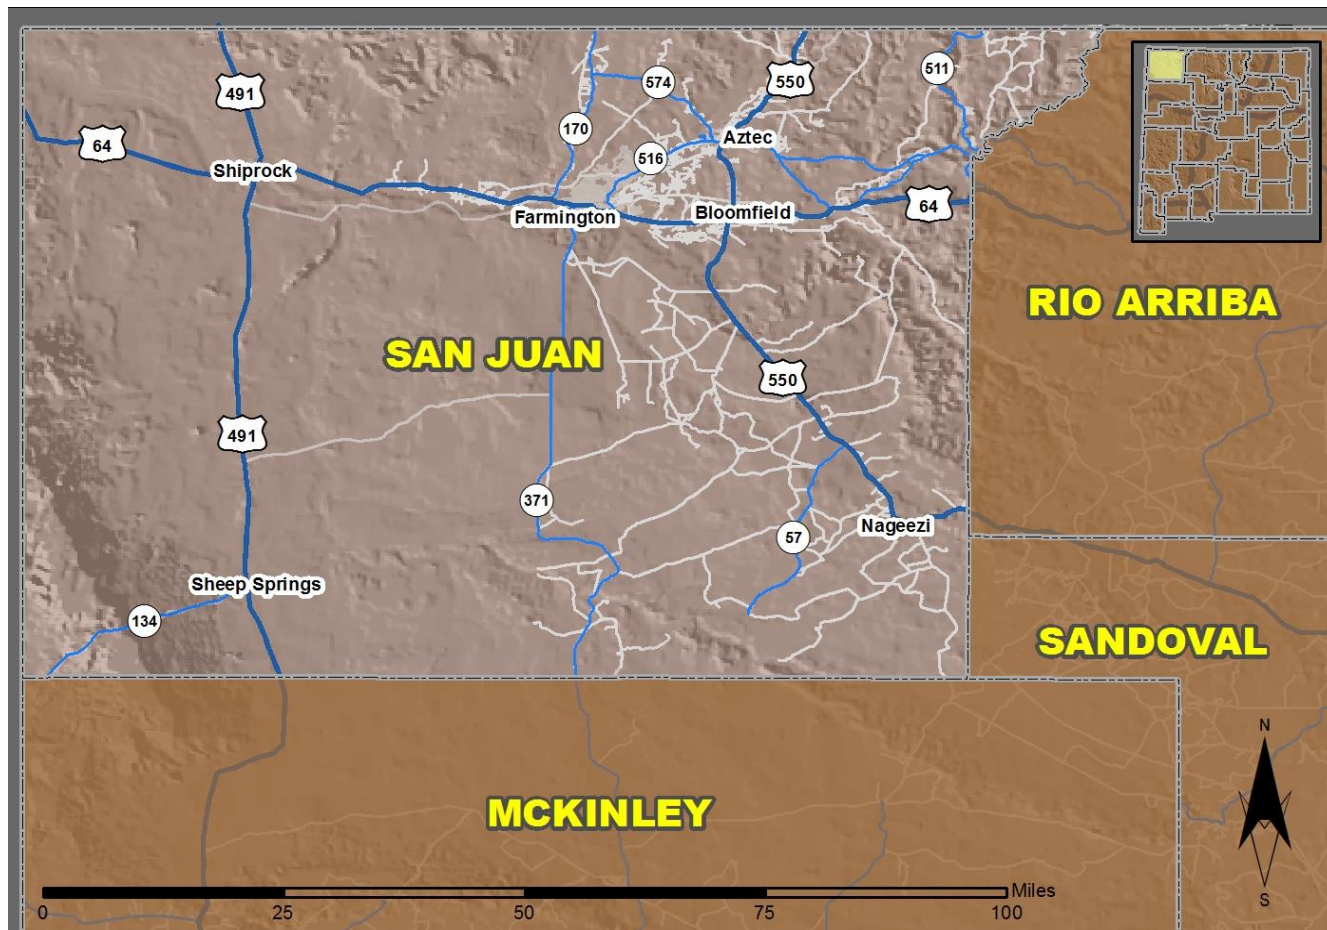 491
550
574
511
64
170
516
Aztec
Shiprock
Farmington
Bloomfield
64
RIO ARRIBA
SAN JUAN
550
491
371
57
Nageezi
Sheep Springs
134
SANDOVAL
N
MCKINLEY
S
Miles
0 25 50 75 100